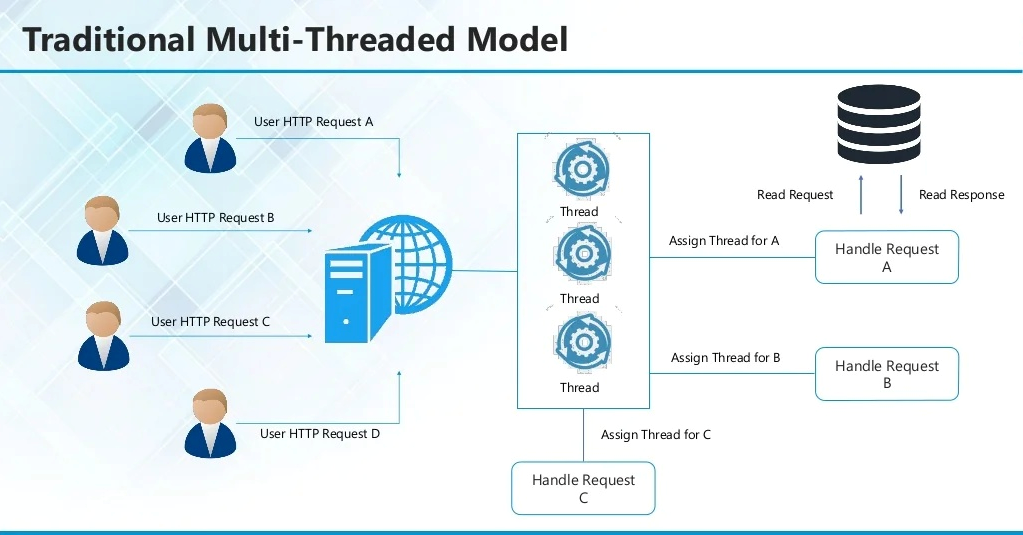 Traditional Multi-Threaded Model
User HTTP Request A
User HTTP Request B
User HTTP Request C
User HTTP Request D
Thread
Thread
Thread
Read Request
Read Response
Assign Thread for A
Handle Request
A
Assign Thread for B
Handle Request
B
Assign Thread for C
Handle Request
C